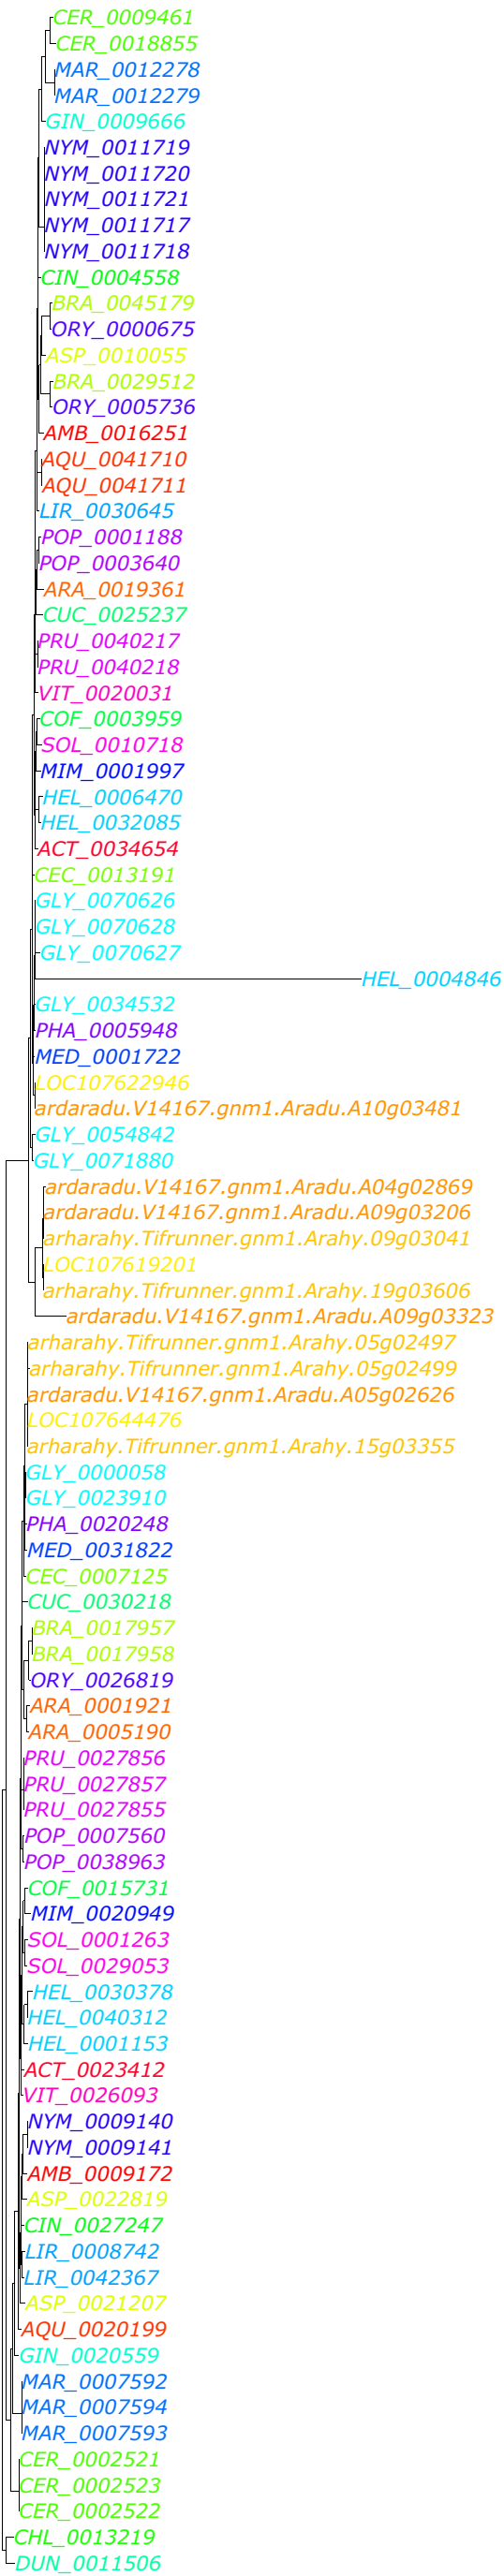 CER_0009461
CER_0018855
MAR_0012278
MAR_0012279
GIN_0009666
NYM_0011719
NYM_0011720
NYM_0011721
NYM_0011717
NYM_0011718
CIN_0004558
BRA_0045179
ORY_0000675
ASP_0010055
BRA_0029512
ORY_0005736
AMB_0016251
AQU_0041710
AQU_0041711
LIR_0030645
POP_0001188
POP_0003640
ARA_0019361
CUC_0025237
PRU_0040217
PRU_0040218
VIT_0020031
COF_0003959
SOL_0010718
MIM_0001997
HEL_0006470
HEL_0032085
ACT_0034654
CEC_0013191
GLY_0070626
GLY_0070628
GLY_0070627
HEL_0004846
GLY_0034532
PHA_0005948
MED_0001722
LOC107622946
ardaradu.V14167.gnm1.Aradu.A10g03481
GLY_0054842
GLY_0071880
ardaradu.V14167.gnm1.Aradu.A04g02869
ardaradu.V14167.gnm1.Aradu.A09g03206
arharahy.Tifrunner.gnm1.Arahy.09g03041
LOC107619201
arharahy.Tifrunner.gnm1.Arahy.19g03606
ardaradu.V14167.gnm1.Aradu.A09g03323
arharahy.Tifrunner.gnm1.Arahy.05g02497
arharahy.Tifrunner.gnm1.Arahy.05g02499
ardaradu.V14167.gnm1.Aradu.A05g02626
LOC107644476
arharahy.Tifrunner.gnm1.Arahy.15g03355
GLY_0000058
GLY_0023910
PHA_0020248
MED_0031822
CEC_0007125
CUC_0030218
BRA_0017957
BRA_0017958
ORY_0026819
ARA_0001921
ARA_0005190
PRU_0027856
PRU_0027857
PRU_0027855
POP_0007560
POP_0038963
COF_0015731
MIM_0020949
SOL_0001263
SOL_0029053
HEL_0030378
HEL_0040312
HEL_0001153
ACT_0023412
VIT_0026093
NYM_0009140
NYM_0009141
AMB_0009172
ASP_0022819
CIN_0027247
LIR_0008742
LIR_0042367
ASP_0021207
AQU_0020199
GIN_0020559
MAR_0007592
MAR_0007594
MAR_0007593
CER_0002521
CER_0002523
CER_0002522
CHL_0013219
DUN_0011506